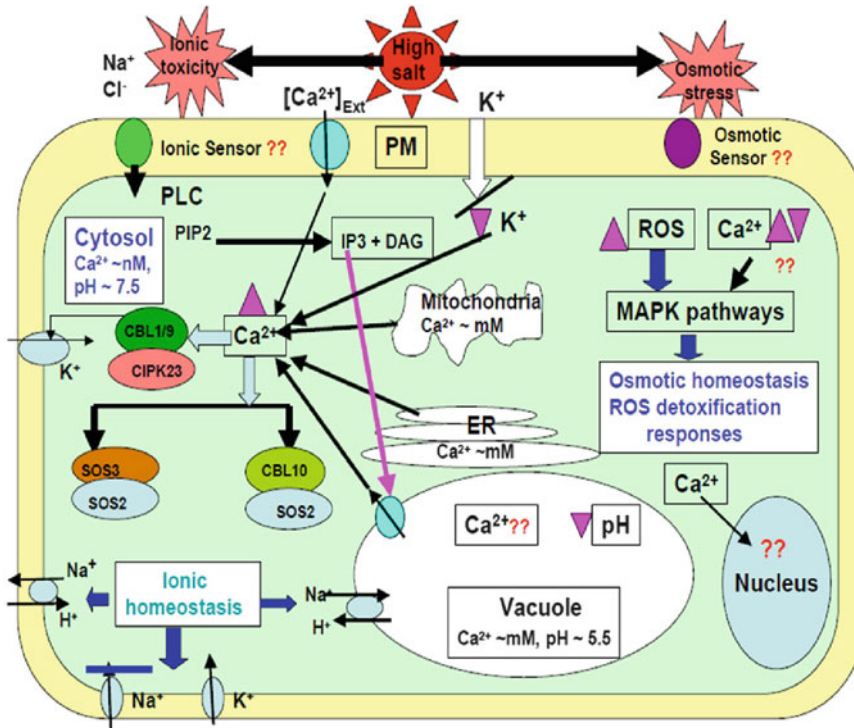 Na⁺
Cl⁻
Ionic
toxicity
High
salt
Osmotic
stress
[Ca²⁺]Ext
K⁺
Ionic Sensor ??
PM
Osmotic
Sensor ??
PLC
Cytosol
Ca²⁺ ~nM,
pH ~ 7.5
PIP2
IP3 + DAG
K⁺
ROS
Ca²⁺
??
MAPK pathways
Mitochondria
Ca²⁺ ~ mM
CBL1/9
CIPK23
Ca²⁺
K⁺
Osmotic homeostasis
ROS detoxification
responses
ER
Ca²⁺ ~mM
SOS3
SOS2
CBL10
SOS2
Ca²⁺??
pH
Ca²⁺
??
Nucleus
Vacuole
Ca²⁺ ~mM, pH ~ 5.5
Na⁺
H⁺
Ionic
homeostasis
Na⁺
H⁺
Na⁺
K⁺